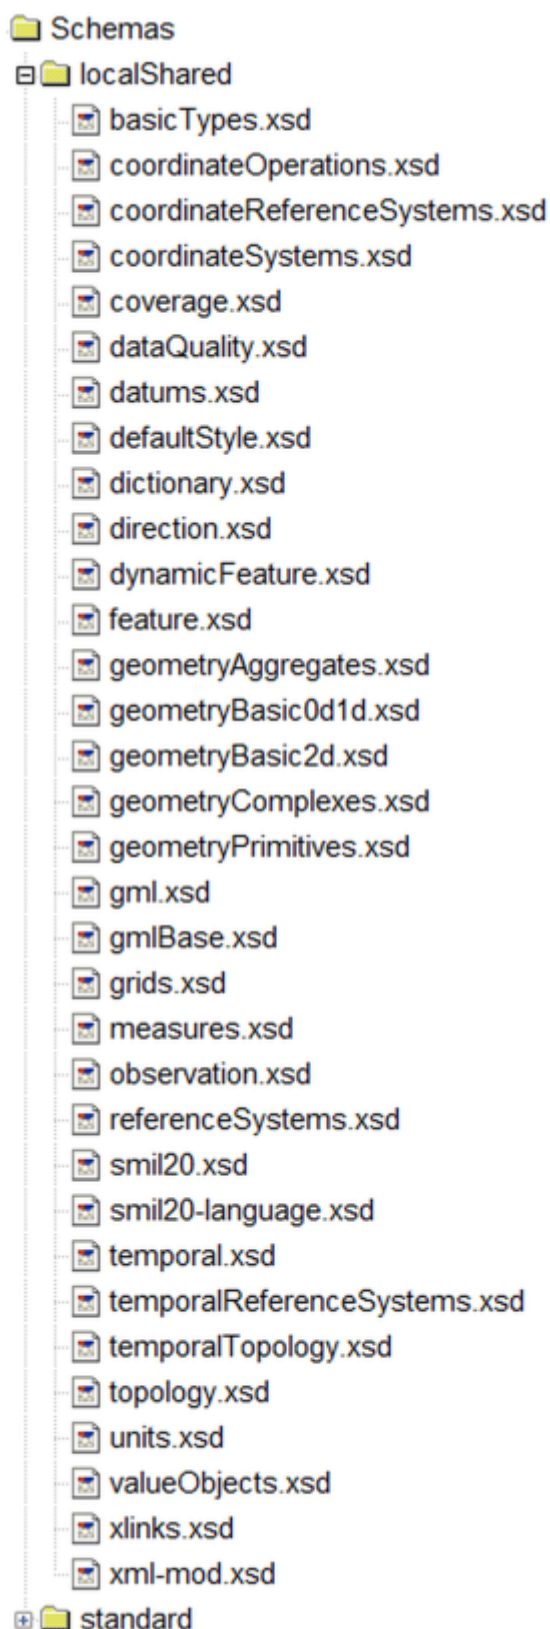 Schemas
localShared
basicTypes.xsd
coordinateOperations.xsd
coordinateReferenceSystems.xsd
coordinateSystems.xsd
coverage.xsd
dataQuality.xsd
datums.xsd
defaultStyle.xsd
dictionary.xsd
direction.xsd
dynamicFeature.xsd
feature.xsd
geometryAggregates.xsd
geometryBasic0d1d.xsd
geometryBasic2d.xsd
geometryComplexes.xsd
geometryPrimitives.xsd
gml.xsd
gmlBase.xsd
grids.xsd
measures.xsd
observation.xsd
referenceSystems.xsd
smil20.xsd
smil20-language.xsd
temporal.xsd
temporalReferenceSystems.xsd
temporalTopology.xsd
topology.xsd
units.xsd
valueObjects.xsd
xlinks.xsd
xml-mod.xsd
standard